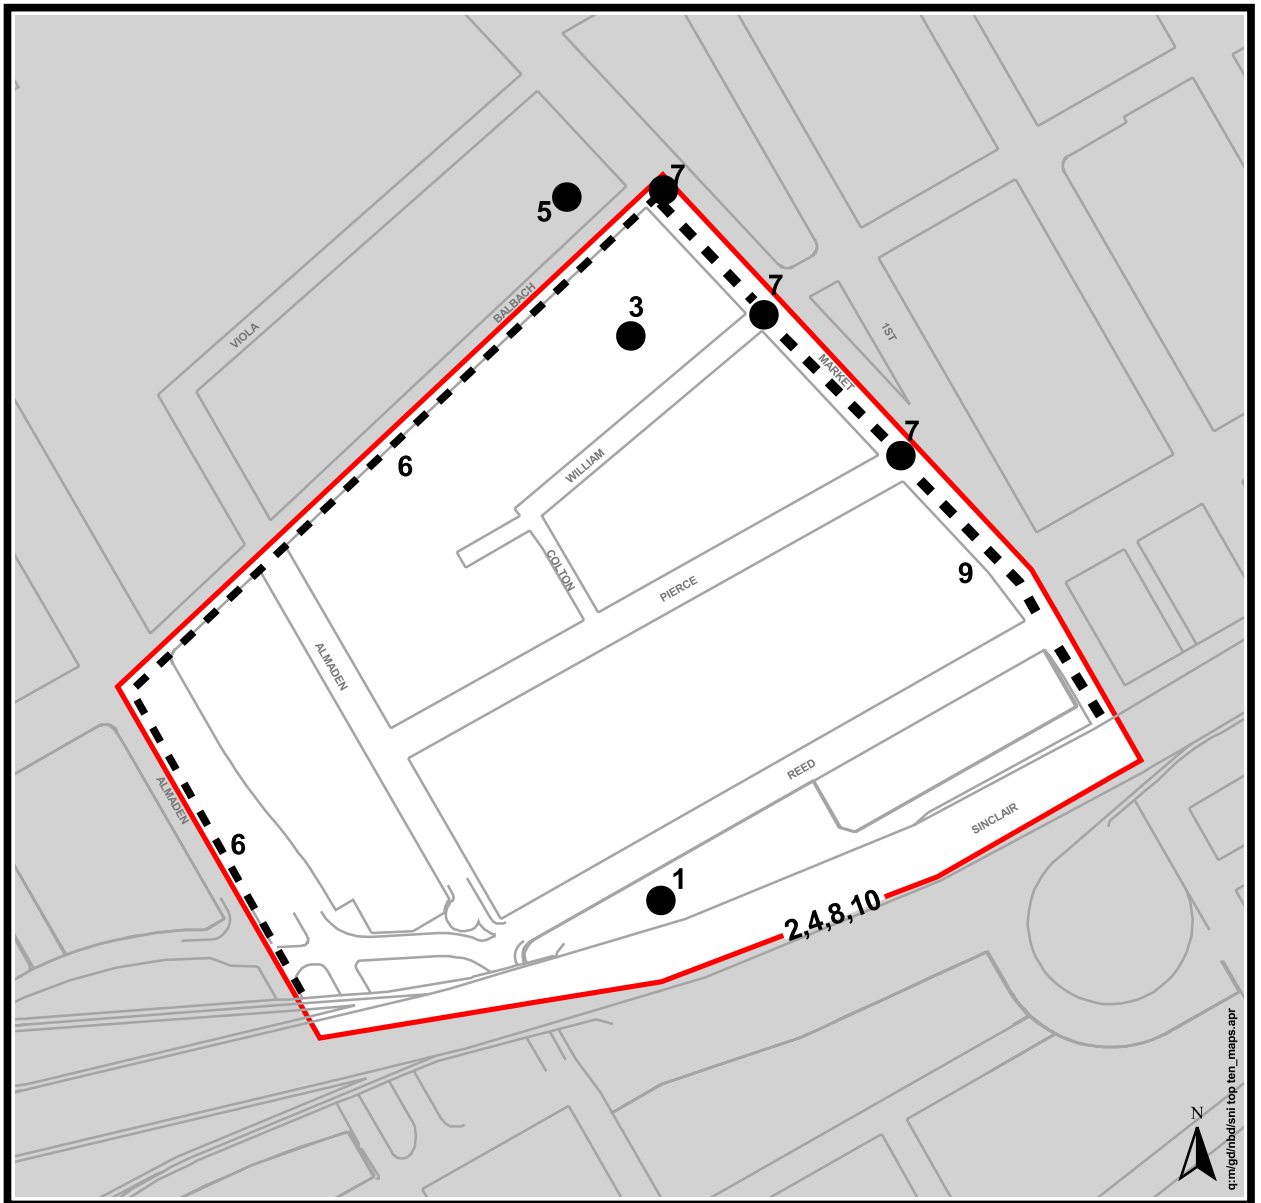 7
5
7
3
BALBACH
VIOLA
1ST
MARKET
7
6
WILLIAM
COLTON
9
PIERCE
ALMADEN
REED
ALMADEN
SINCLAIR
6
1
2,4,8,10
N
q:m/gd/nbd/sni top ten_maps.apr